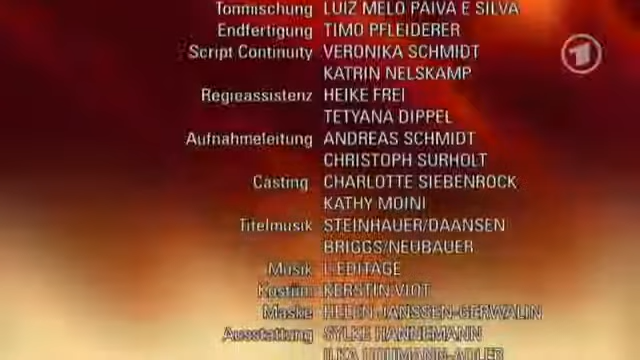 Tonmischung LUIZ MELO PAIVA E SILVA
Endfertigung TIMO PFLEIDERER
Script Continuity VERONIKA SCHMIDT
KATRIN NELSKAMP
Regieassistenz HEIKE FREI
TETYANA DIPPEL
Aufnahmeleitung ANDREAS SCHMIDT
CHRISTOPH SURHOLT
Casting CHARLOTTE SIEBENROCK
KATHY MOINI
Titelmusik STEINHAUER/DAANSEN
BRIGGS/NEUBAUER
Musik L'EDITAGE
Kostüm KERSTIN VIOT
Maske HELEN JANSSEN-GERWALIN
Ausstattung SYLKE HANNEMANN
ILKA
1